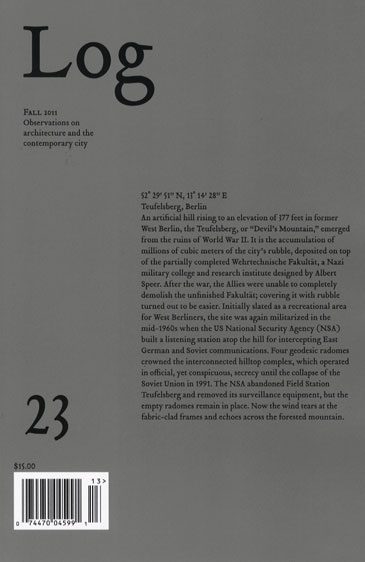 Log
FALL 2011
Observations on
architecture and the
contemporary city
52° 29' 51" N, 13° 14' 28" E
Teufelsberg, Berlin
An artificial hill rising to an elevation of 377 feet in former
West Berlin, the Teufelsberg, or “Devil’s Mountain,” emerged
from the ruins of World War II. It is the accumulation of
millions of cubic meters of the city’s rubble, deposited on top
of the partially completed Wehrtechnische Fakultät, a Nazi
military college and research institute designed by Albert
Speer. After the war, the Allies were unable to completely
demolish the unfinished Fakultät; covering it with rubble
turned out to be easier. Initially slated as a recreational area
for West Berliners, the site was again militarized in the
mid-1960s when the US National Security Agency (NSA)
built a listening station atop the hill for intercepting East
German and Soviet communications. Four geodesic radomes
crowned the interconnected hilltop complex, which operated
in official, yet conspicuous, secrecy until the collapse of the
Soviet Union in 1991. The NSA abandoned Field Station
Teufelsberg and removed its surveillance equipment, but the
empty radomes remain in place. Now the wind tears at the
fabric-clad frames and echoes across the forested mountain.
23
$15.00
13>
0 74470 04599 1